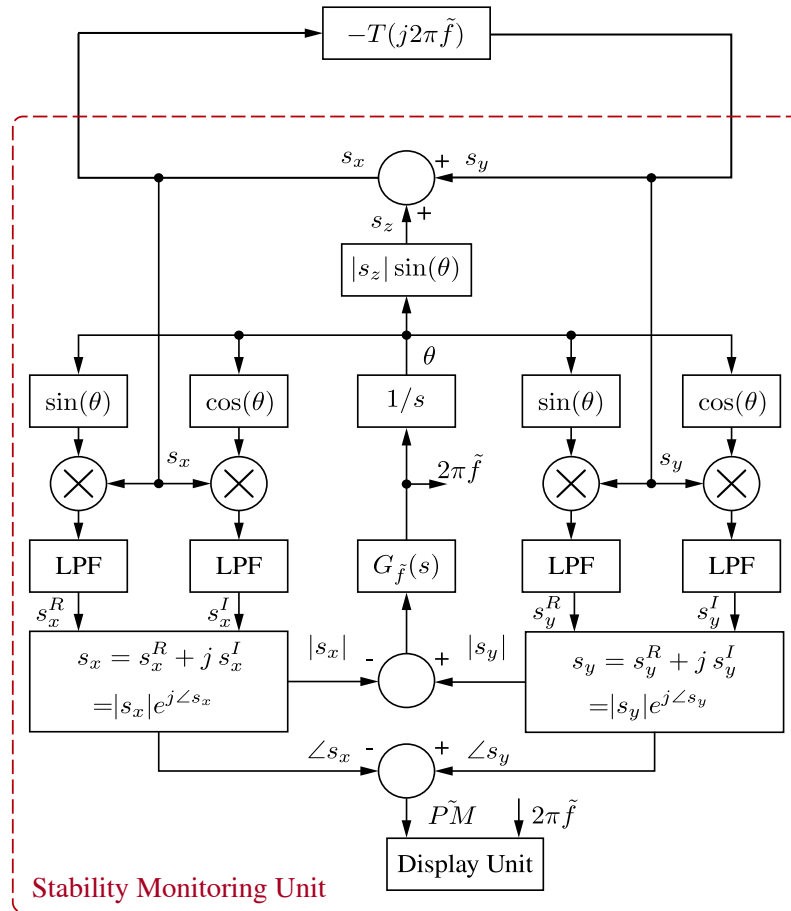 −T(j2πf̃)
s_x + s_y
s_z +
|s_z| sin(θ)
θ
sin(θ) cos(θ) 1/s sin(θ) cos(θ)
s_x 2πf̃ s_y
LPF LPF G_f̃(s) LPF LPF
s_x^R s_x^I s_y^R s_y^I
s_x = s_x^R + j s_x^I |s_x| - + |s_y| s_y = s_y^R + j s_y^I
=|s_x|e^{j∠s_x} =|s_y|e^{j∠s_y}
∠s_x - + ∠s_y
P̃M 2πf̃
Display Unit
Stability Monitoring Unit